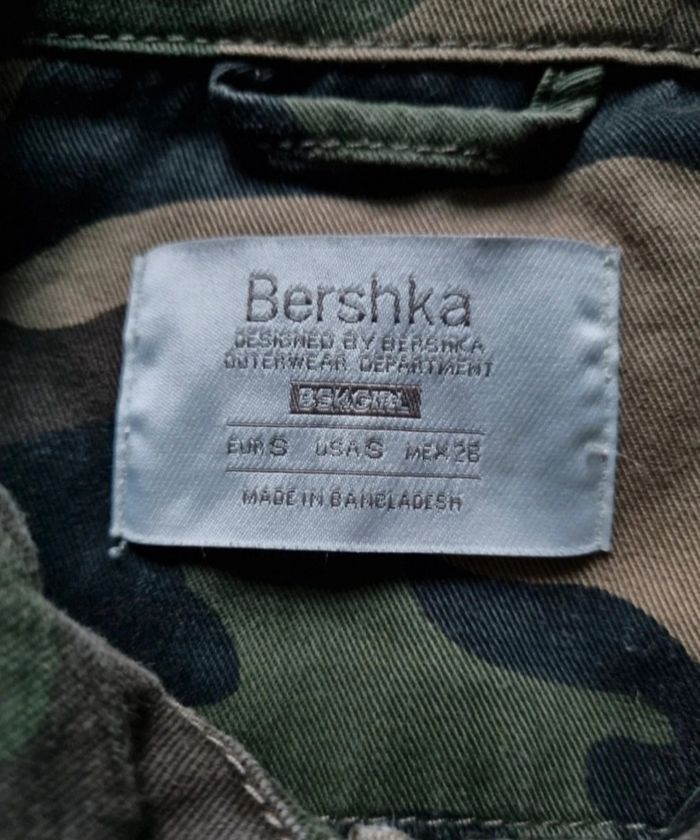 Bershka
DESIGNED BY BERSHKA
OUTERWEAR DEPARTMENT
BSKGIRL
EUR S USA S MEX 26
MADE IN BANGLADESH